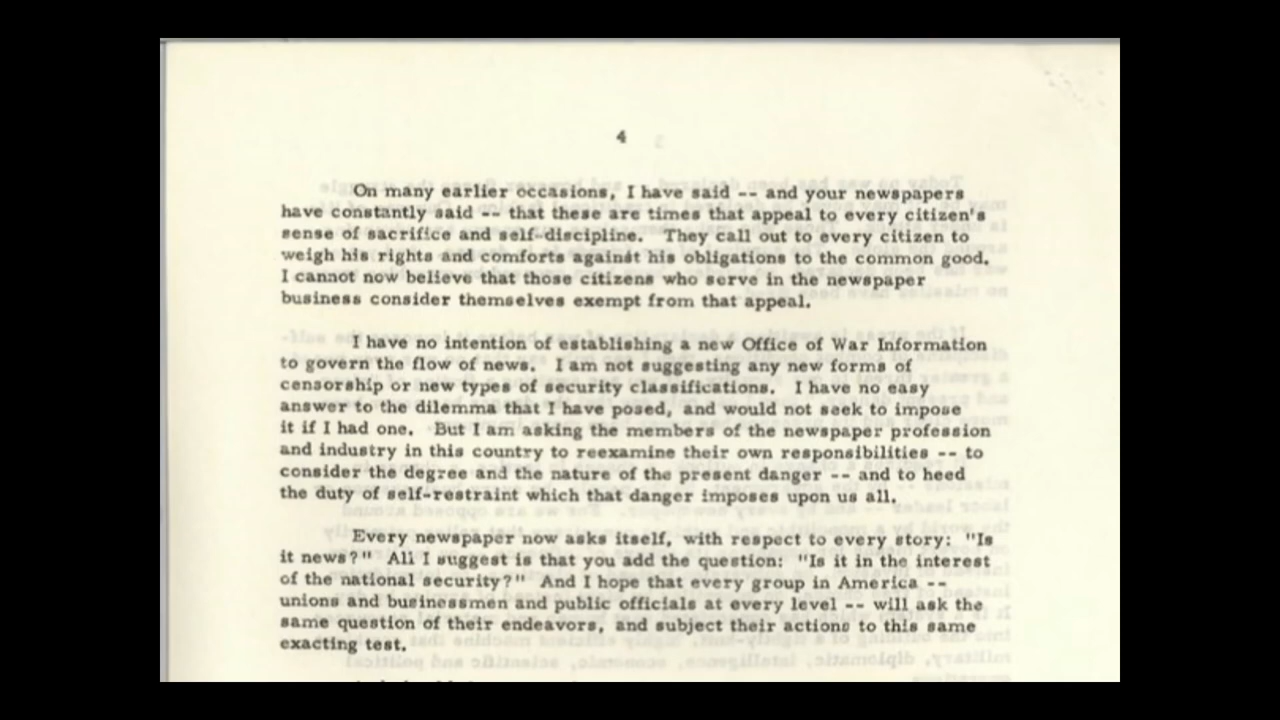 4
On many earlier occasions, I have said -- and your newspapers
have constantly said -- that these are times that appeal to every citizen's
sense of sacrifice and self-discipline. They call out to every citizen to
weigh his rights and comforts against his obligations to the common good.
I cannot now believe that those citizens who serve in the newspaper
business consider themselves exempt from that appeal.
I have no intention of establishing a new Office of War Information
to govern the flow of news. I am not suggesting any new forms of
censorship or new types of security classifications. I have no easy
answer to the dilemma that I have posed, and would not seek to impose
it if I had one. But I am asking the members of the newspaper profession
and industry in this country to reexamine their own responsibilities -- to
consider the degree and the nature of the present danger -- and to heed
the duty of self-restraint which that danger imposes upon us all.
Every newspaper now asks itself, with respect to every story: "Is
it news?" All I suggest is that you add the question: "Is it in the interest
of the national security?" And I hope that every group in America --
unions and businessmen and public officials at every level -- will ask the
same question of their endeavors, and subject their actions to this same
exacting test.